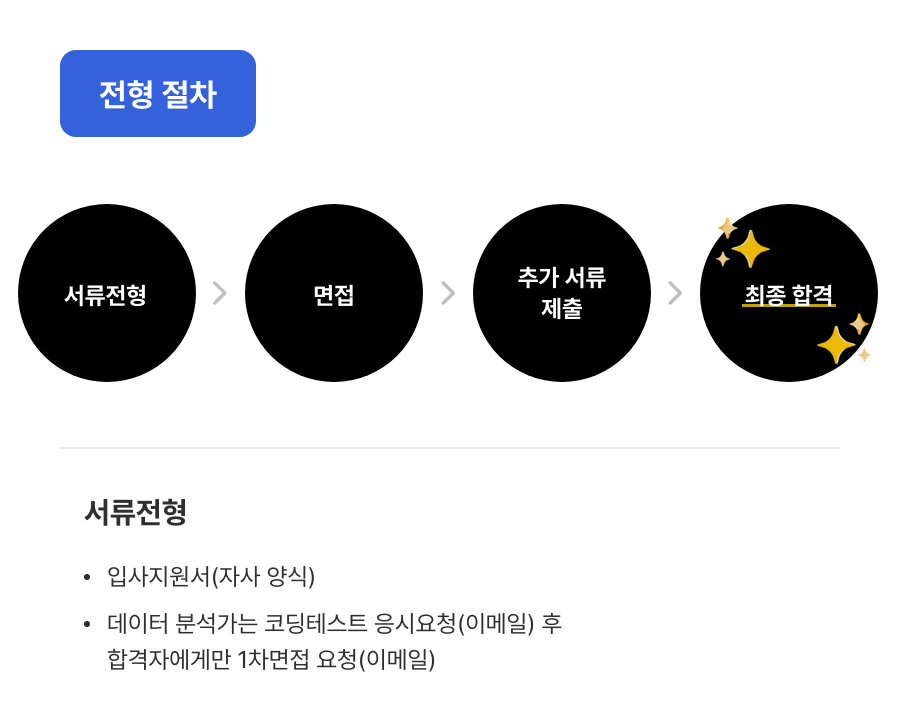 전형 절차
서류전형
면접
추가 서류
제출
최종 합격
서류전형
• 입사지원서(자사 양식)
• 데이터 분석가는 코딩테스트 응시요청(이메일) 후
합격자에게만 1차면접 요청(이메일)